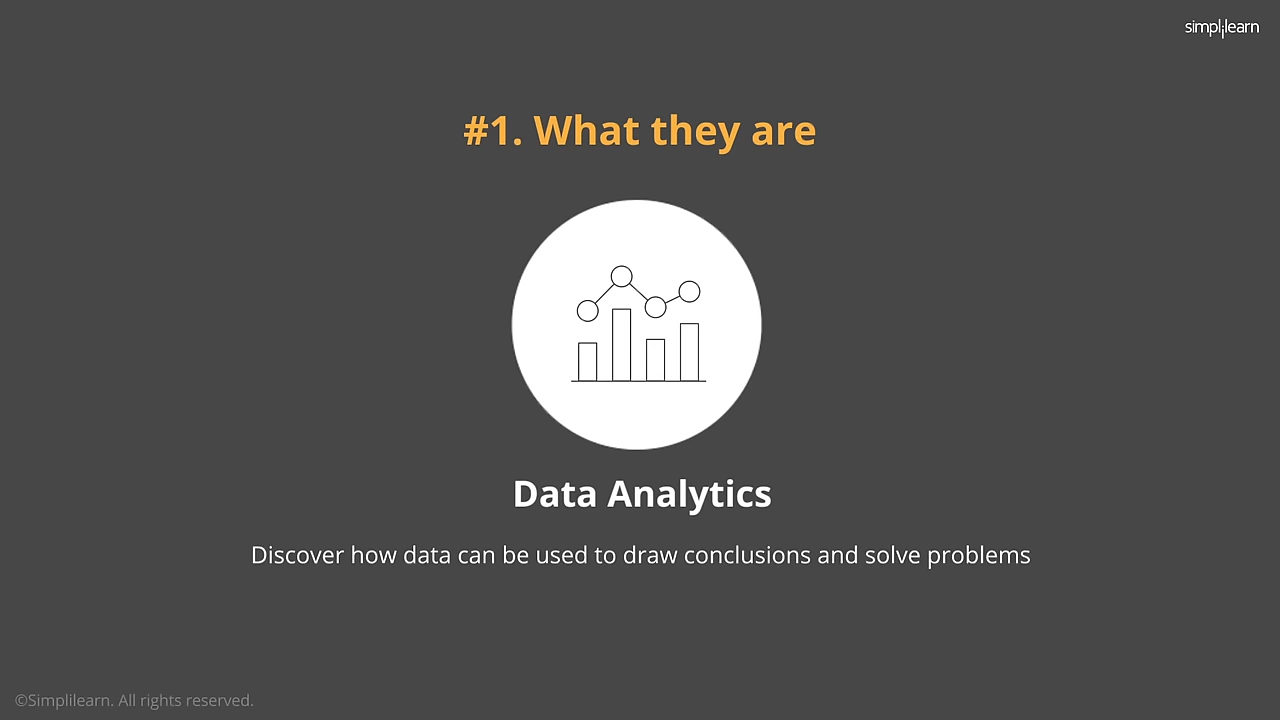 simplilearn
#1. What they are
Data Analytics
Discover how data can be used to draw conclusions and solve problems
©Simplilearn. All rights reserved.